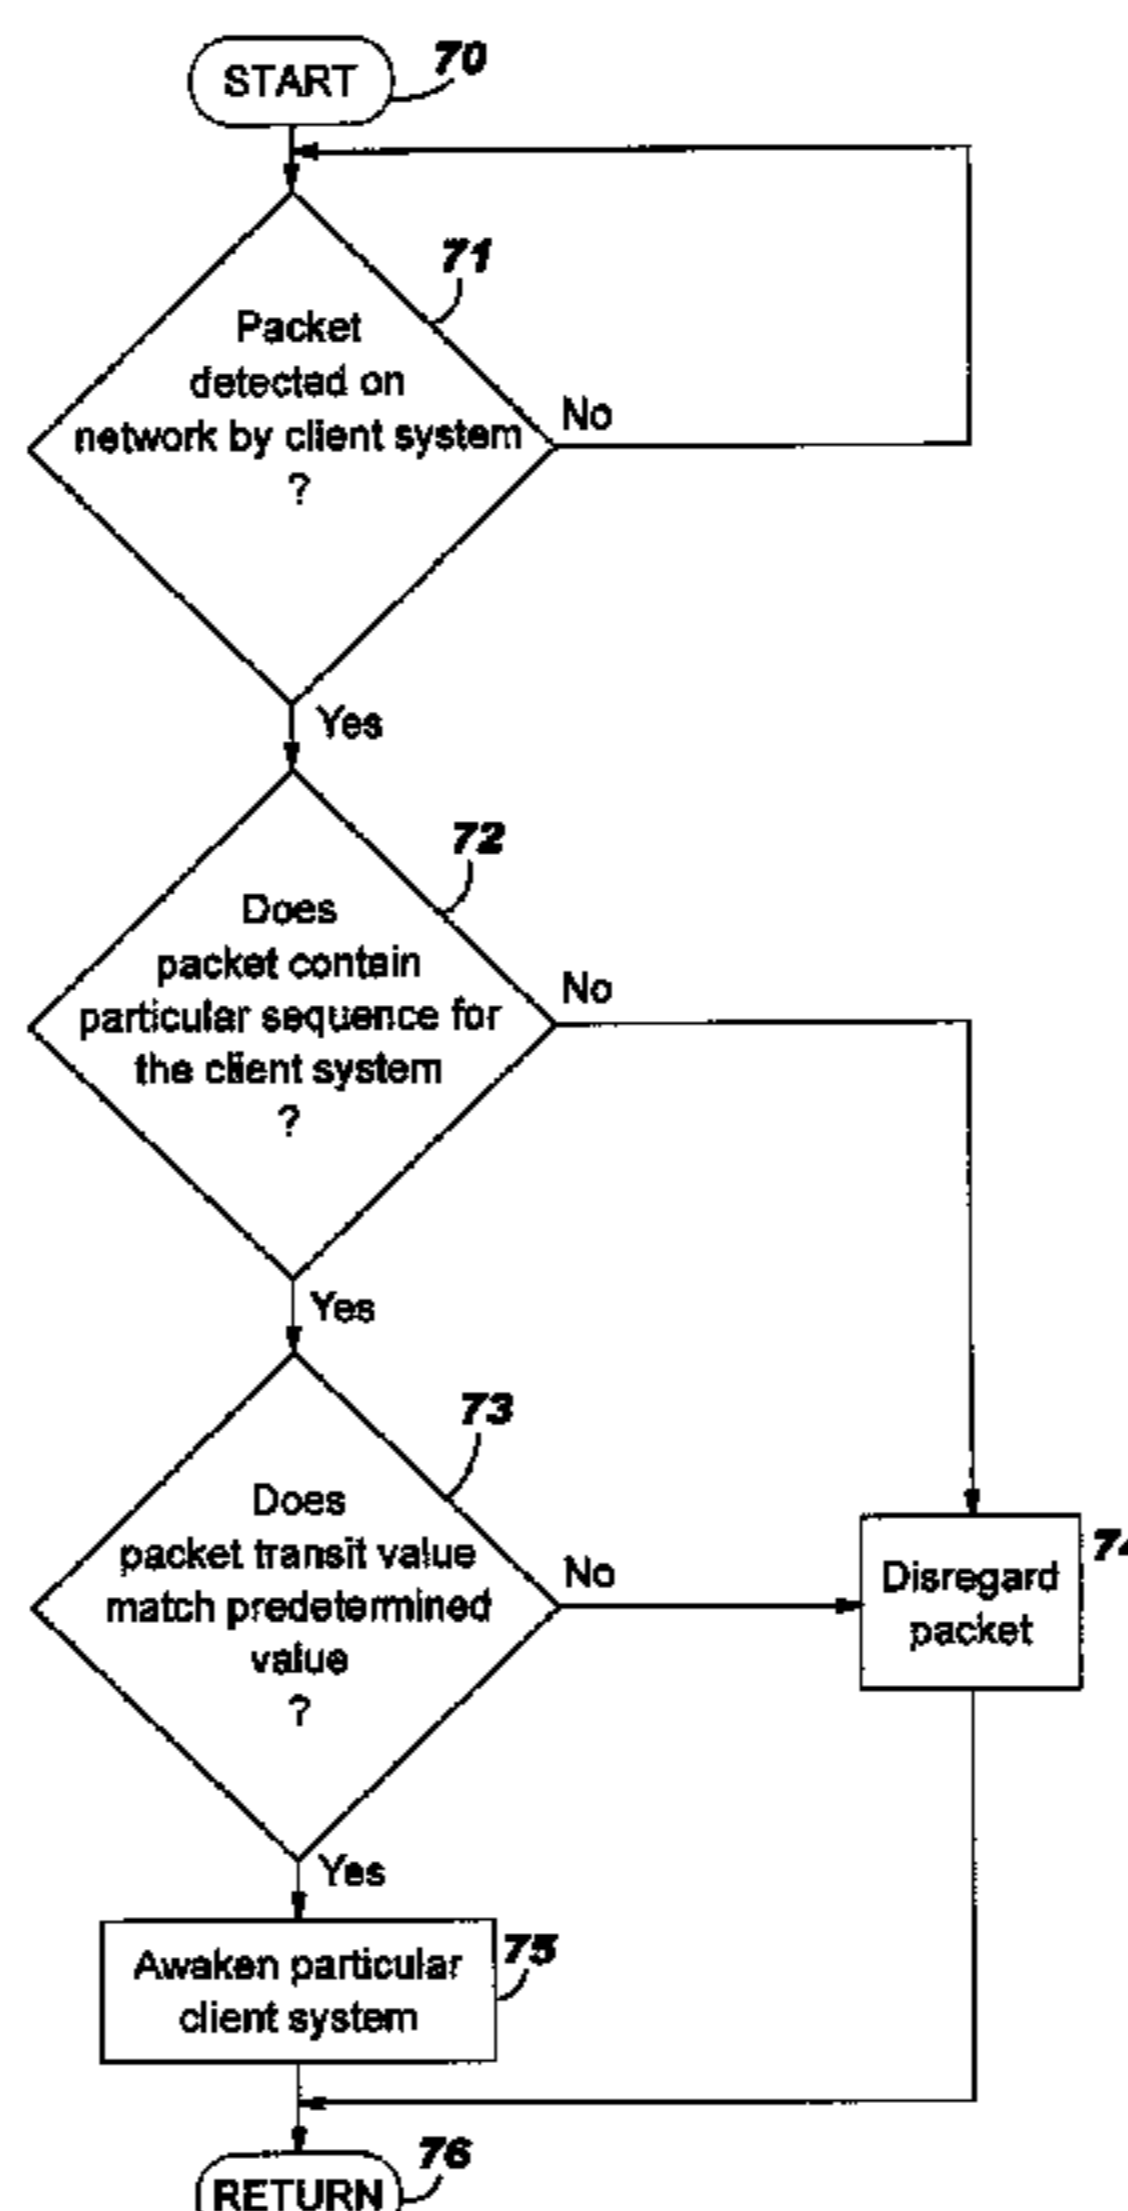 START
70
71
Packet
detected on
network by client system
?
No
Yes
72
Does
packet contain
particular sequence for
the client system
?
No
Yes
73
Does
packet transit value
match predetermined
value
?
No
Disregard
packet
74
Yes
Awaken particular
client system
75
RETURN
76